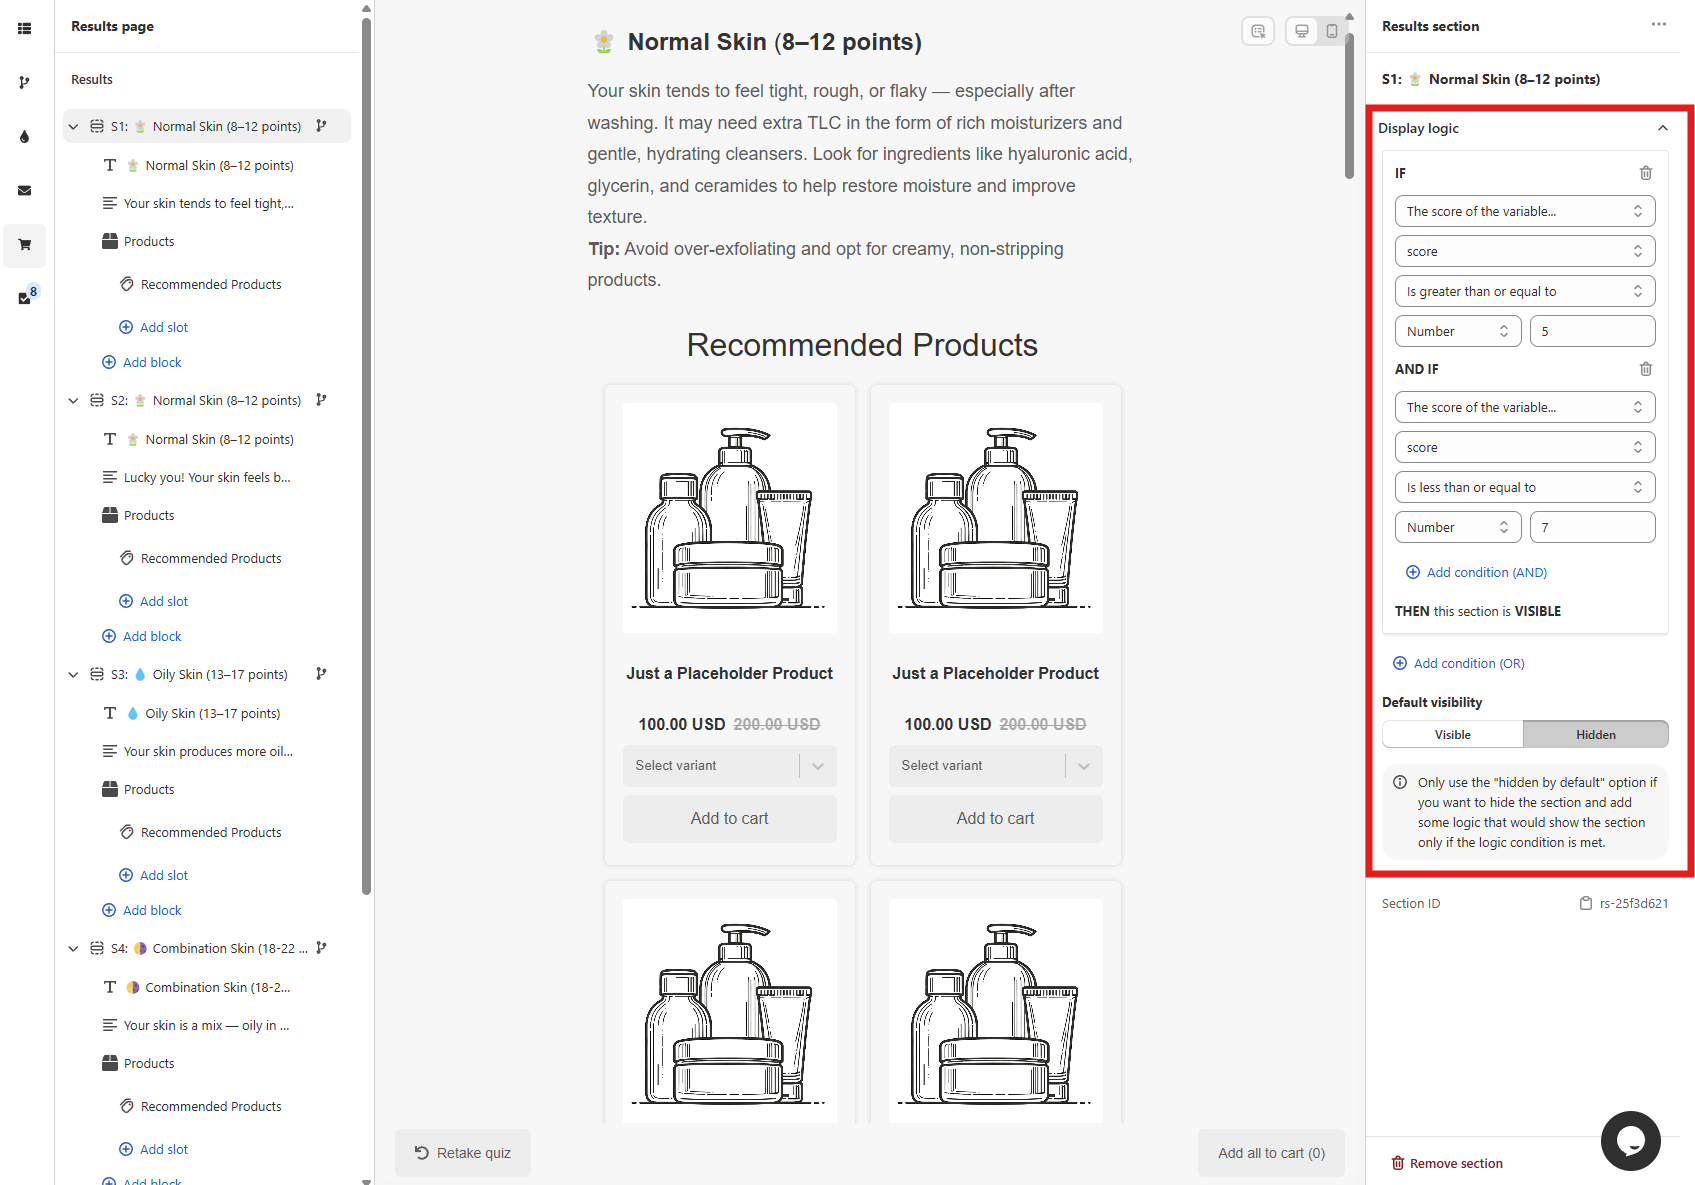 8
Results page
Results
S1: Normal Skin (8–12 points)
Normal Skin (8–12 points)
Your skin tends to feel tight,...
Products
Recommended Products
Add slot
Add block
S2: Normal Skin (8–12 points)
Normal Skin (8–12 points)
Lucky you! Your skin feels b...
Products
Recommended Products
Add slot
Add block
S3: Oily Skin (13–17 points)
Oily Skin (13–17 points)
Your skin produces more oil...
Products
Recommended Products
Add slot
Add block
S4: Combination Skin (18-22 ...
Combination Skin (18-2...
Your skin is a mix — oily in ...
Products
Recommended Products
Add slot
Add block
Normal Skin (8–12 points)
Your skin tends to feel tight, rough, or flaky — especially after
washing. It may need extra TLC in the form of rich moisturizers and
gentle, hydrating cleansers. Look for ingredients like hyaluronic acid,
glycerin, and ceramides to help restore moisture and improve
texture.
Tip: Avoid over-exfoliating and opt for creamy, non-stripping
products.
Recommended Products
Just a Placeholder Product
100.00 USD 200.00 USD
Select variant
Add to cart
Just a Placeholder Product
100.00 USD 200.00 USD
Select variant
Add to cart
Retake quiz
Add all to cart (0)
Results section
S1: Normal Skin (8–12 points)
Display logic
IF
The score of the variable...
score
Is greater than or equal to
Number 5
AND IF
The score of the variable...
score
Is less than or equal to
Number 7
Add condition (AND)
THEN this section is VISIBLE
Add condition (OR)
Default visibility
Visible Hidden
Only use the "hidden by default" option if
you want to hide the section and add
some logic that would show the section
only if the logic condition is met.
Section ID rs-25f3d621
Remove section